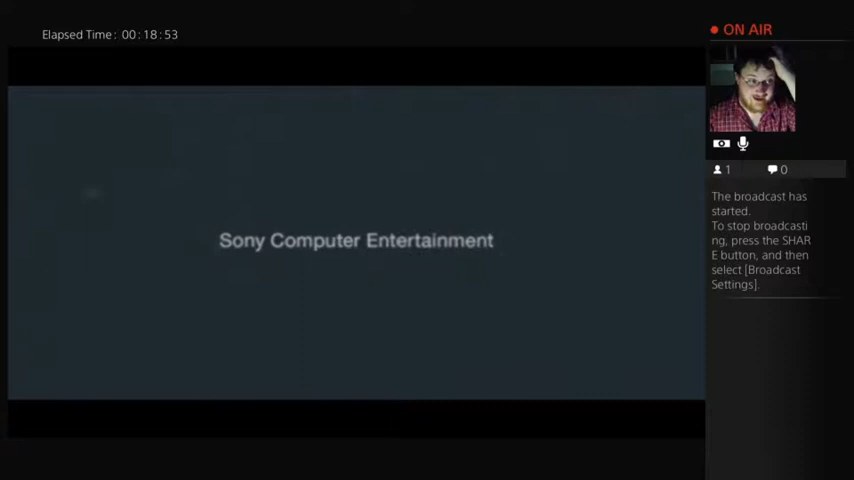 Elapsed Time : 00:18:53
ON AIR
1
0
The broadcast has
started.
To stop broadcasti
ng, press the SHAR
E button, and then
select [Broadcast
Settings].
Sony Computer Entertainment